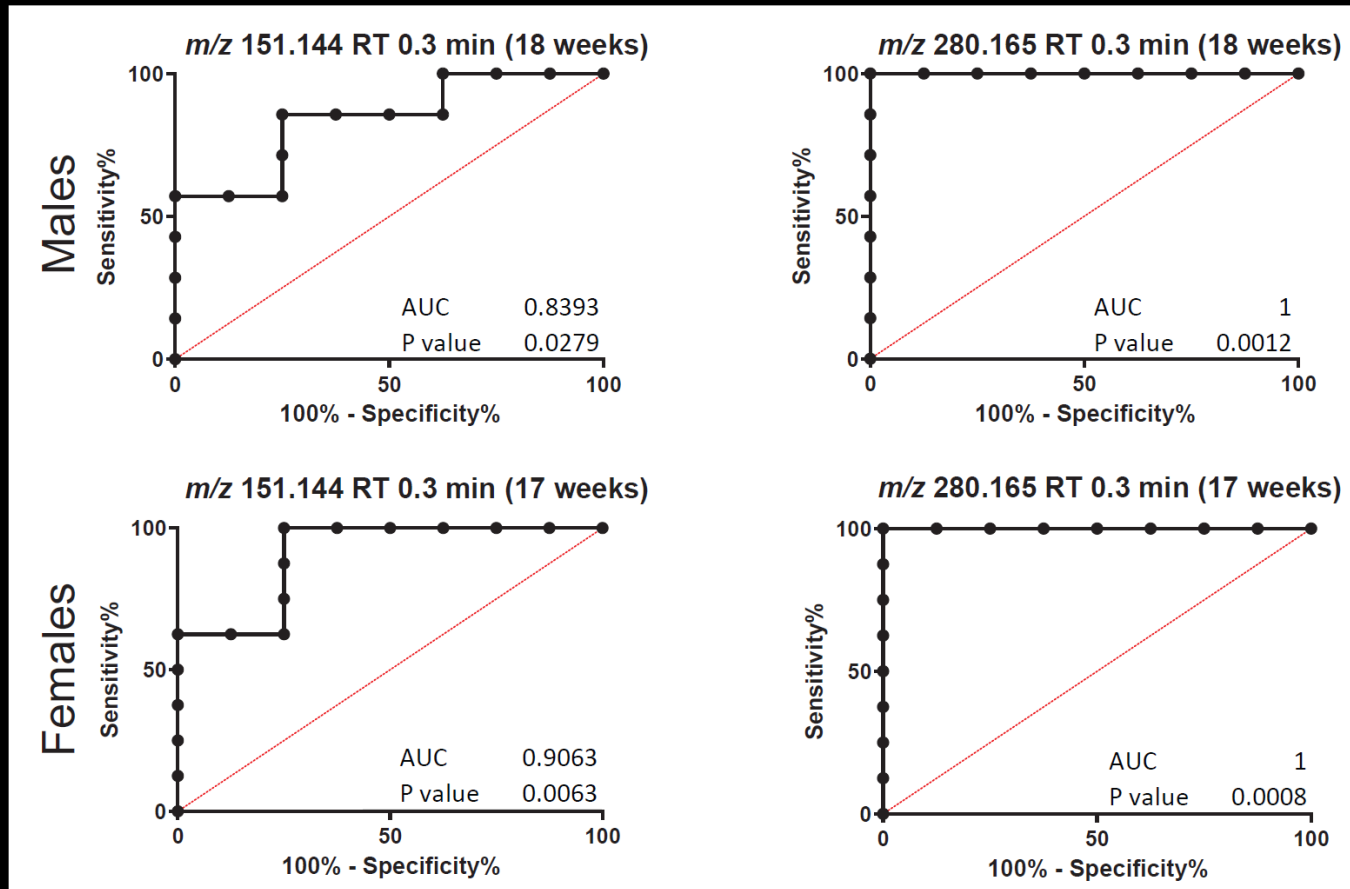 Males
m/z 151.144 RT 0.3 min (18 weeks)
Sensitivity%
100
50
0
AUC 0.8393
P value 0.0279
0 50 100
100% - Specificity%
m/z 280.165 RT 0.3 min (18 weeks)
Sensitivity%
100
50
0
AUC 1
P value 0.0012
0 50 100
100% - Specificity%
Females
m/z 151.144 RT 0.3 min (17 weeks)
Sensitivity%
100
50
0
AUC 0.9063
P value 0.0063
0 50 100
100% - Specificity%
m/z 280.165 RT 0.3 min (17 weeks)
Sensitivity%
100
50
0
AUC 1
P value 0.0008
0 50 100
100% - Specificity%